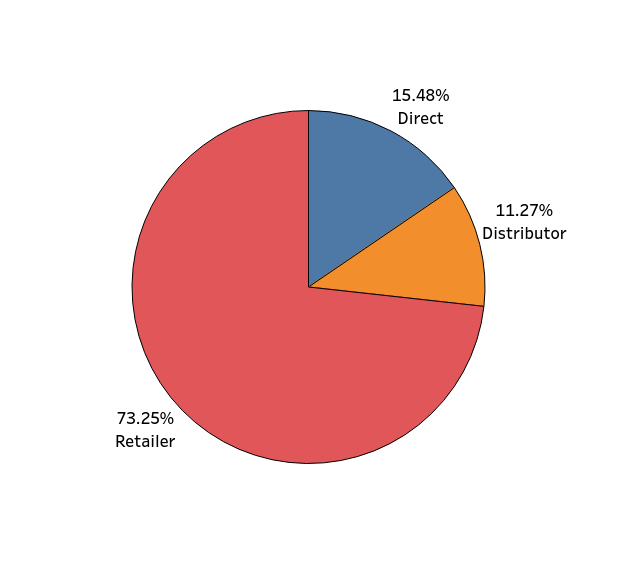 15.48%
Direct
11.27%
Distributor
73.25%
Retailer